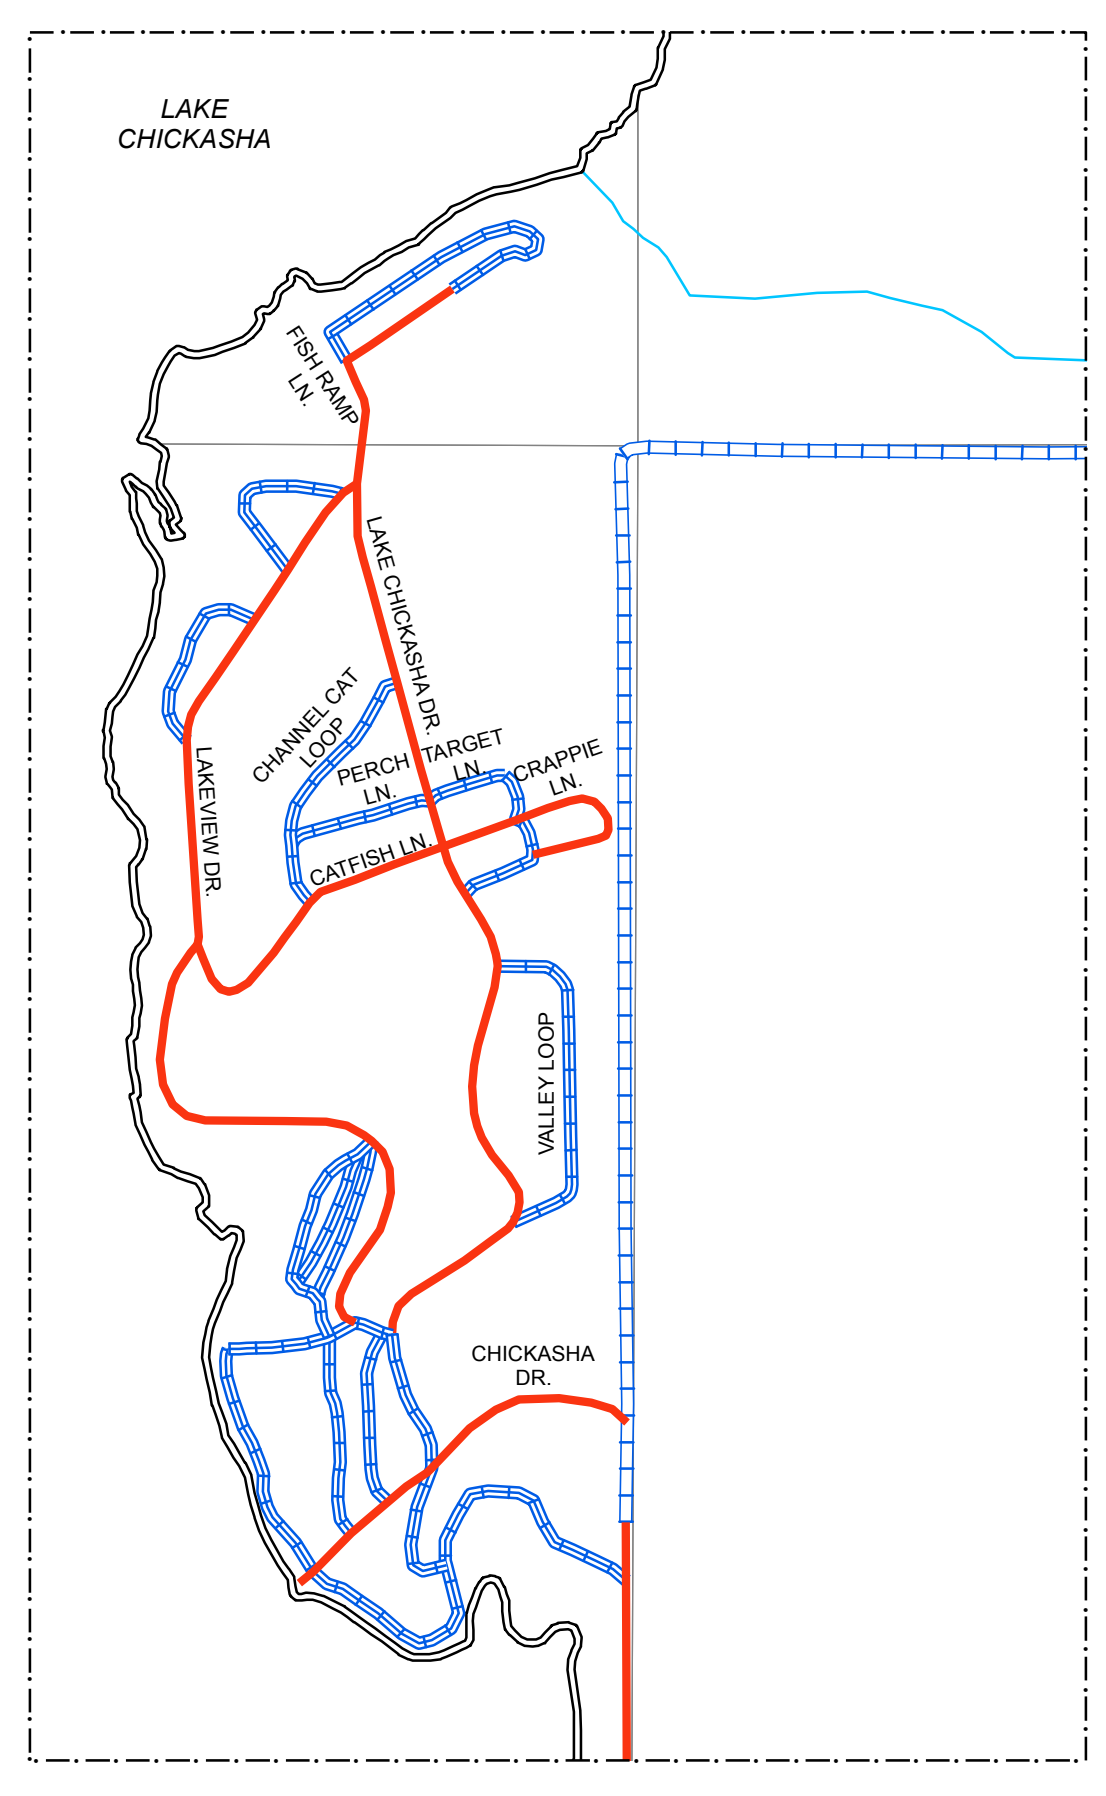 LAKE
CHICKASHA
FISH RAMP
LN.
LAKE CHICKASHA DR.
CHANNEL CAT
LOOP
PERCH
LN.
TARGET
LN.
CRAPPIE
LN.
LAKEVIEW DR.
CATFISH LN.
VALLEY LOOP
CHICKASHA
DR.